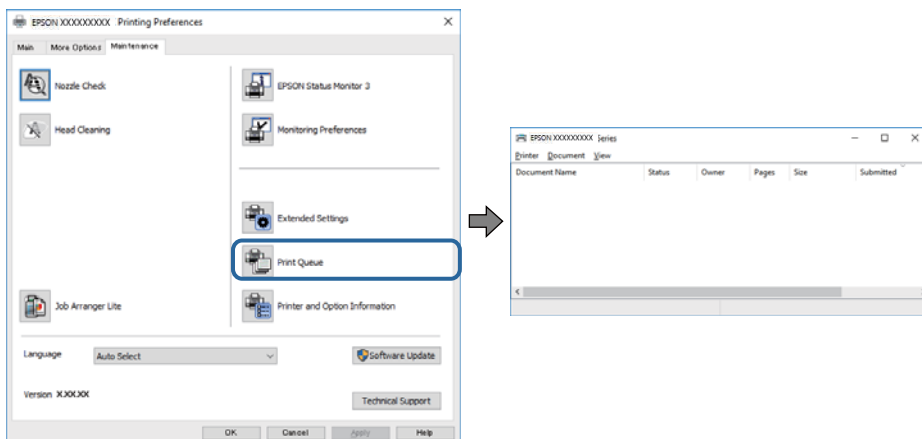 EPSON XXXXXXXXX Printing Preferences
Main More Options Maintenance
Nozzle Check
EPSON Status Monitor 3
Head Cleaning
Monitoring Preferences
Extended Settings
Print Queue
Job Arranger Lite
Printer and Option Information
Language Auto Select
Software Update
Version X.XX.XX
Technical Support
OK Cancel Apply Help
EPSON XXXXXXXXX Series
Printer Document View
Document Name Status Owner Pages Size Submitted